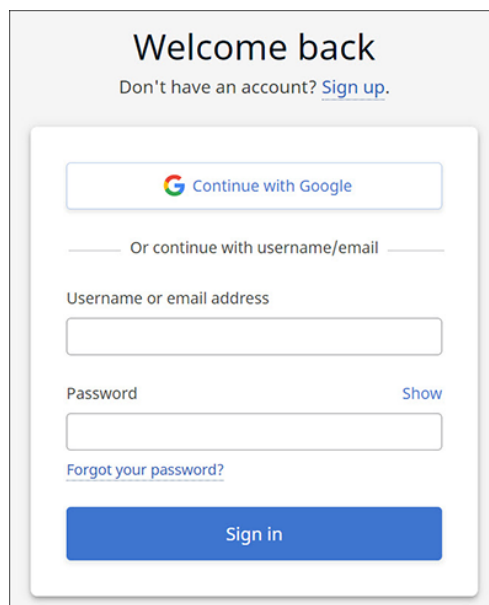 Welcome back
Don't have an account? Sign up.
Continue with Google
Or continue with username/email
Username or email address
Password Show
Forgot your password?
Sign in